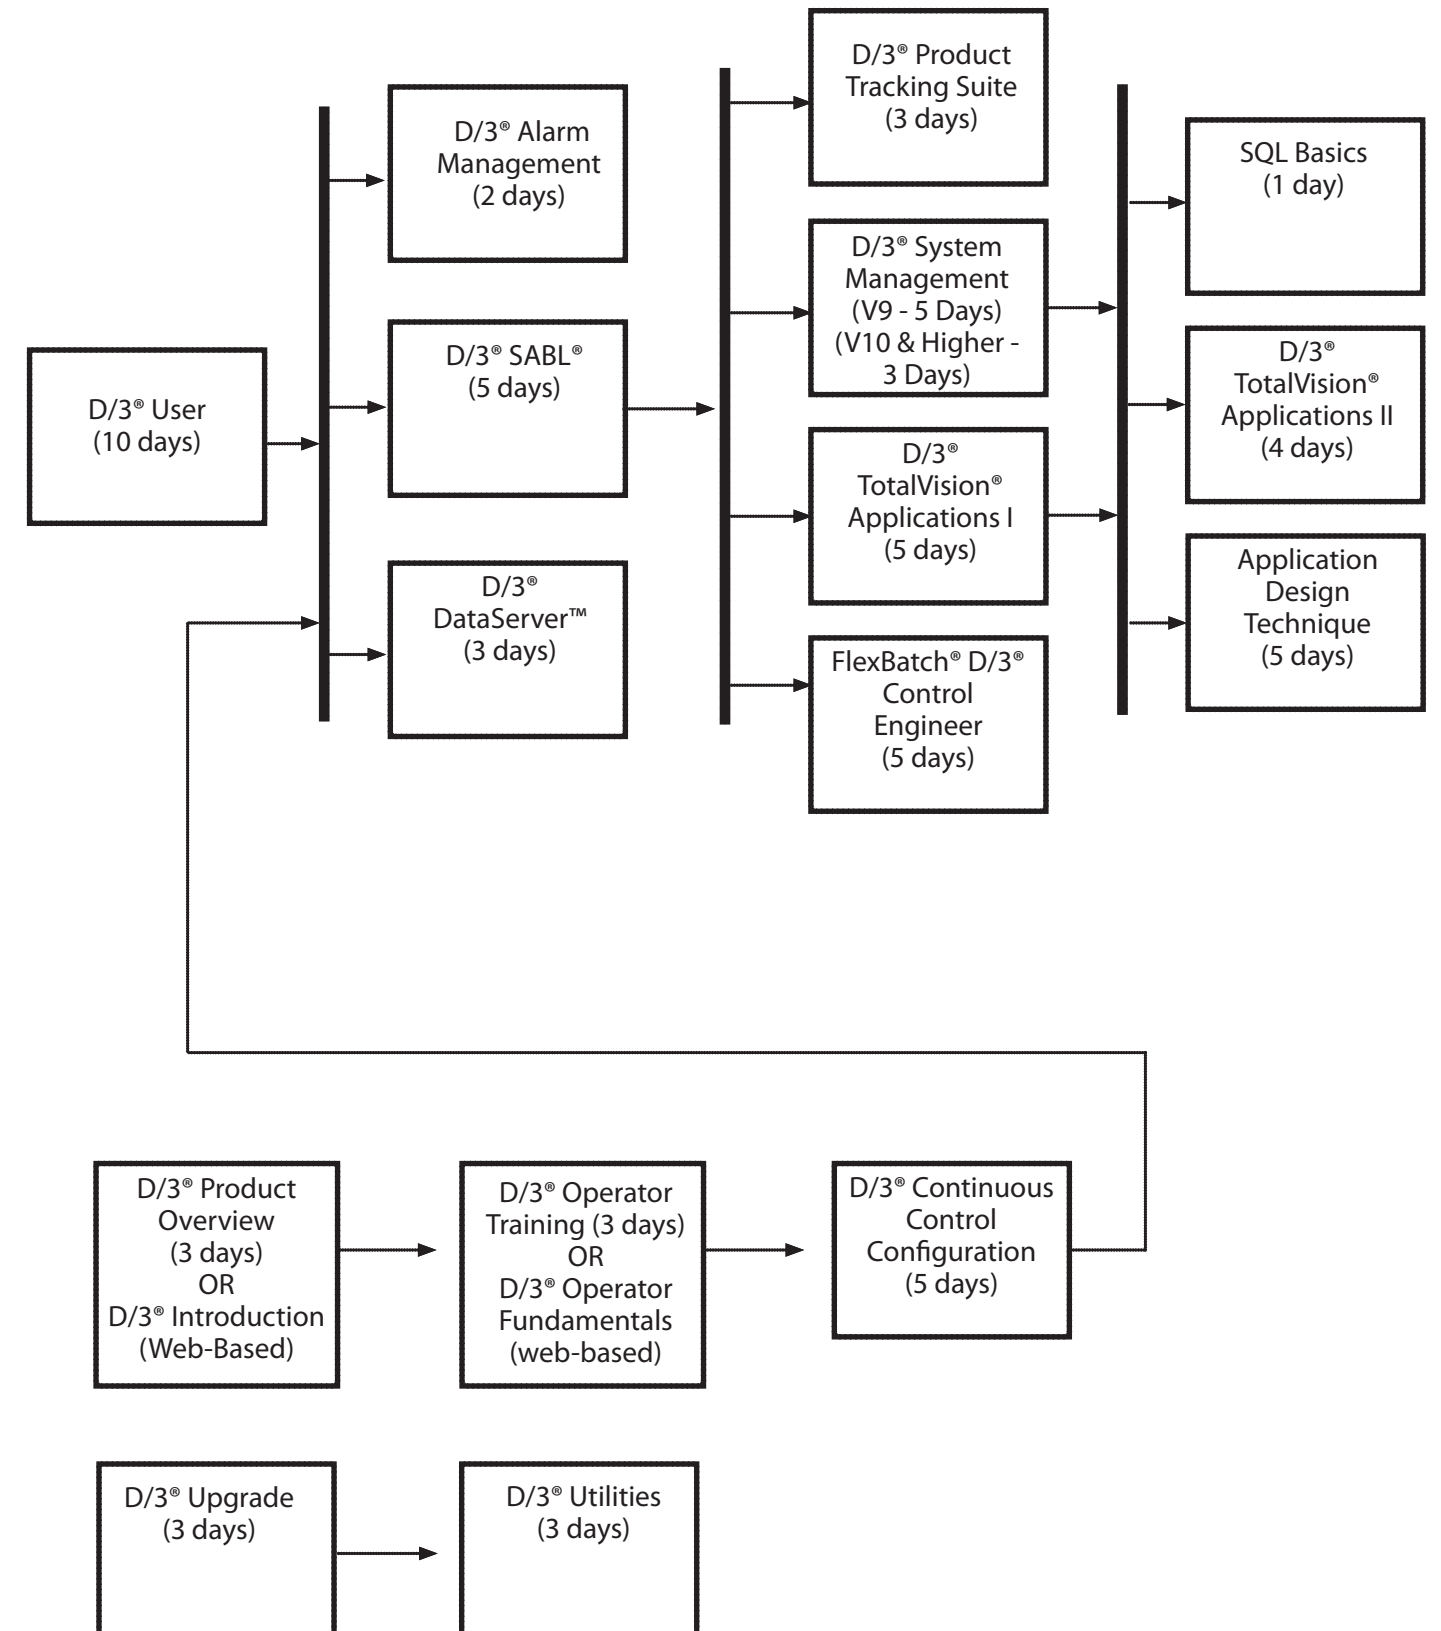 D/3® User
(10 days)
D/3® Alarm
Management
(2 days)
D/3® SABL®
(5 days)
D/3®
DataServer™
(3 days)
D/3® Product
Tracking Suite
(3 days)
D/3® System
Management
(V9 - 5 Days)
(V10 & Higher -
3 Days)
D/3®
TotalVision®
Applications I
(5 days)
FlexBatch® D/3®
Control
Engineer
(5 days)
SQL Basics
(1 day)
D/3®
TotalVision®
Applications II
(4 days)
Application
Design
Technique
(5 days)
D/3® Product
Overview
(3 days)
OR
D/3® Introduction
(Web-Based)
D/3® Operator
Training (3 days)
OR
D/3® Operator
Fundamentals
(web-based)
D/3® Continuous
Control
Configuration
(5 days)
D/3® Upgrade
(3 days)
D/3® Utilities
(3 days)